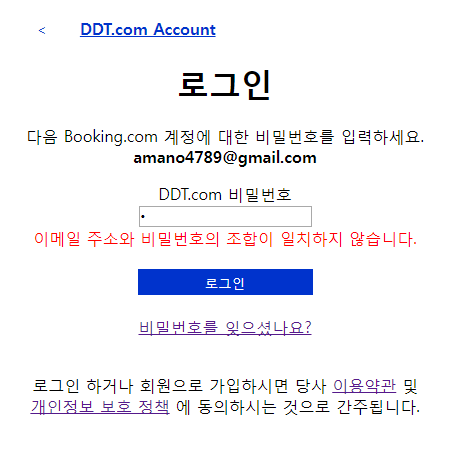 < DDT.com Account
로그인
다음 Booking.com 계정에 대한 비밀번호를 입력하세요.
amano4789@gmail.com
DDT.com 비밀번호
•
이메일 주소와 비밀번호의 조합이 일치하지 않습니다.
로그인
비밀번호를 잊으셨나요?
로그인 하거나 회원으로 가입하시면 당사 이용약관 및
개인정보 보호 정책 에 동의하시는 것으로 간주됩니다.